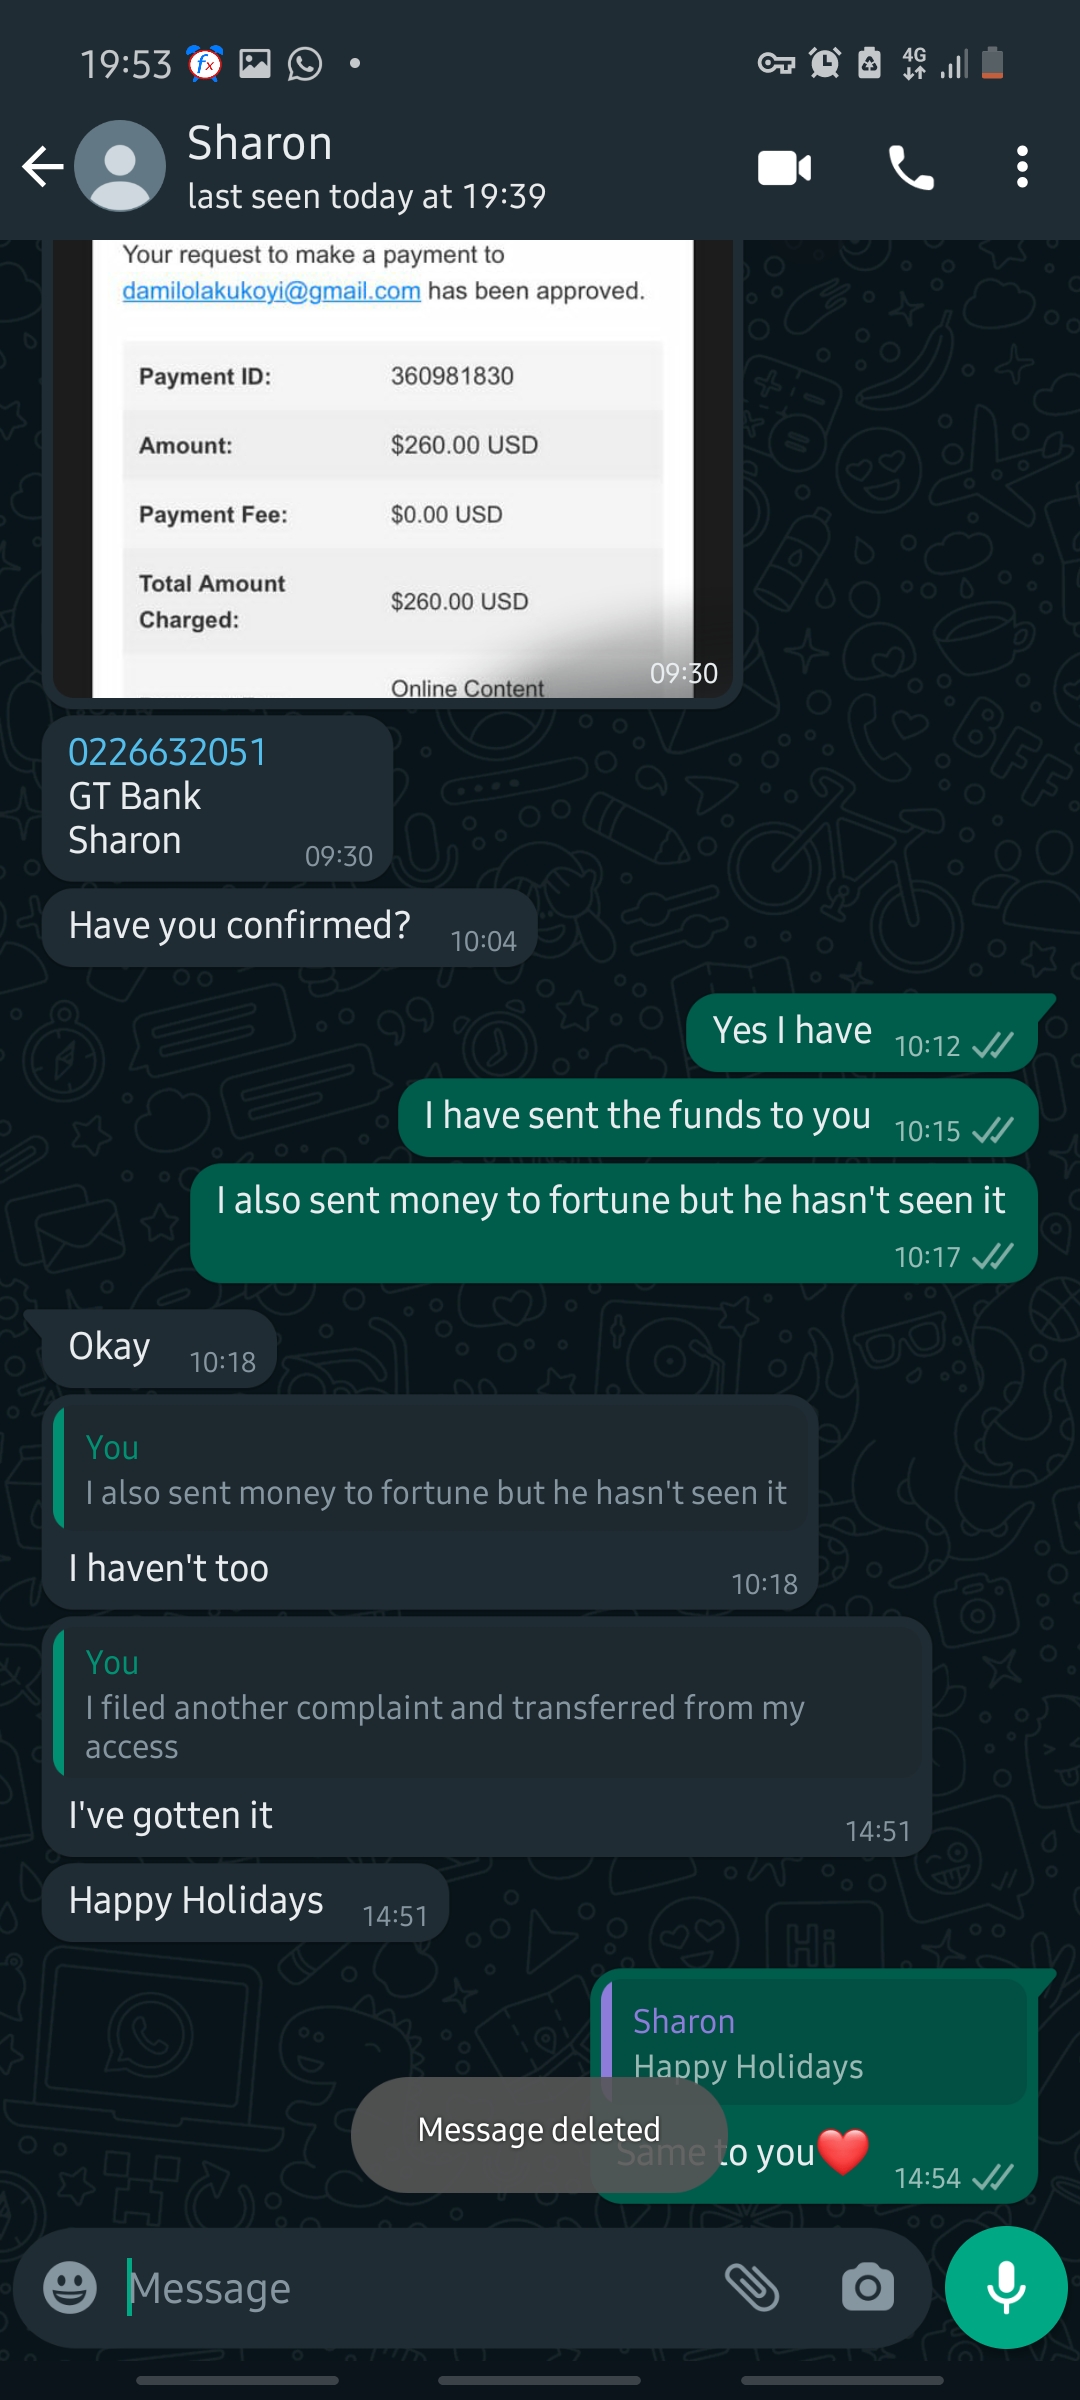 19:53
4G
Sharon
last seen today at 19:39
Your request to make a payment to
damilolakukoyi@gmail.com has been approved.
Payment ID: 360981830
Amount: $260.00 USD
Payment Fee: $0.00 USD
Total Amount
Charged: $260.00 USD
Online Content
09:30
0226632051
GT Bank
Sharon
09:30
Have you confirmed? 10:04
Yes I have 10:12
I have sent the funds to you 10:15
I also sent money to fortune but he hasn't seen it
10:17
Okay 10:18
You
I also sent money to fortune but he hasn't seen it
I haven't too
10:18
You
I filed another complaint and transferred from my
access
I've gotten it
14:51
Happy Holidays 14:51
Sharon
Happy Holidays
Message deleted
Same to you❤️ 14:54
Message